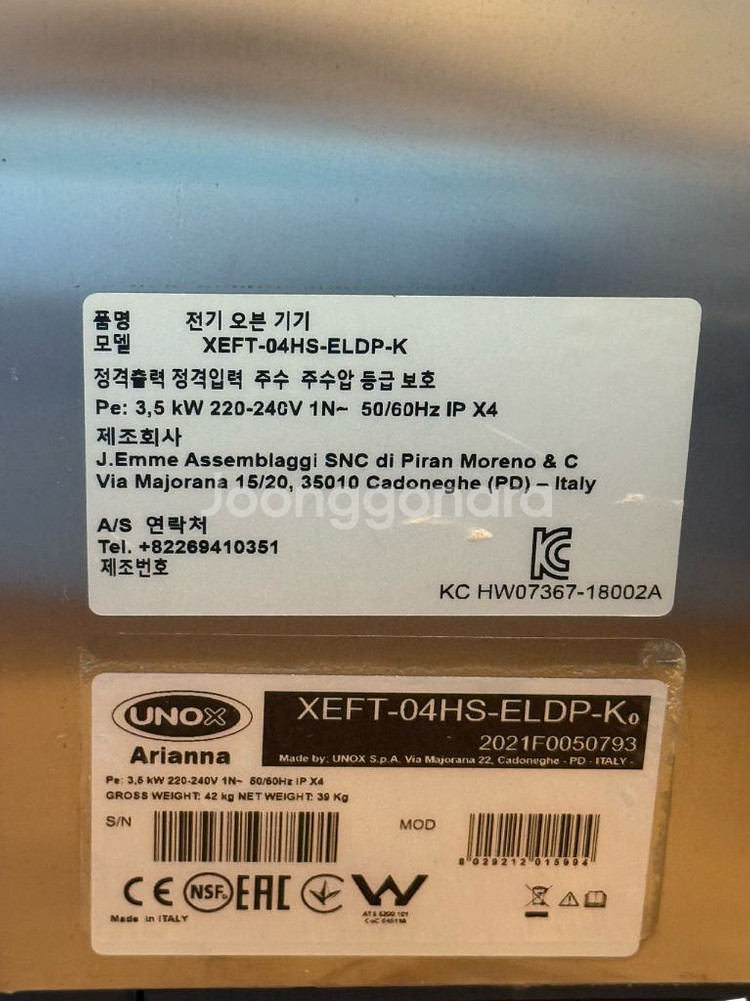 품명 전기 오븐 기기
모델 XEFT-04HS-ELDP-K
정격출력 정격입력 주수 주수압 등급 보호
Pe: 3,5 kW 220-240V 1N~ 50/60Hz IP X4
제조회사
J.Emme Assemblaggi SNC di Piran Moreno & C
Via Majorana 15/20, 35010 Cadoneghe (PD) – Italy
Joonggonara
A/S 연락처
Tel. +82269410351
제조번호
KC
KC HW07367-18002A
UNOX
Arianna
XEFT-04HS-ELDP-K0
2021F0050793
Made by: UNOX S.p.A. Via Majorana 22, Cadoneghe - PD - ITALY -
Pe: 3,5 kW 220-240V 1N~ 50/60Hz IP X4
GROSS WEIGHT: 42 kg NET WEIGHT: 39 Kg
S/N
MOD
8 029212 015994
CE NSF EAC
Made in ITALY